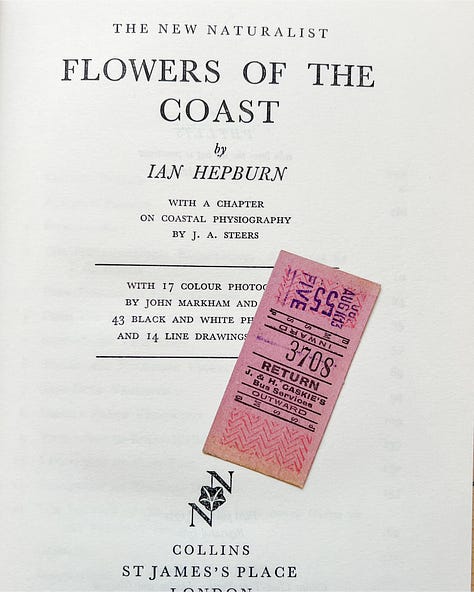 THE NEW NATURALIST
FLOWERS OF THE
COAST
by
IAN HEPBURN
WITH A CHAPTER
ON COASTAL PHYSIOGRAPHY
BY J. A. STEERS
WITH 17 COLOUR PHOTO
BY JOHN MARKHAM AND
43 BLACK AND WHITE PH
AND 14 LINE DRAWINGS
FIVE
INWARD
3708
RETURN
J. & H. CASKIE'S
Bus Services
OUTWARD
NN
COLLINS
ST JAMES'S PLACE
LONDON